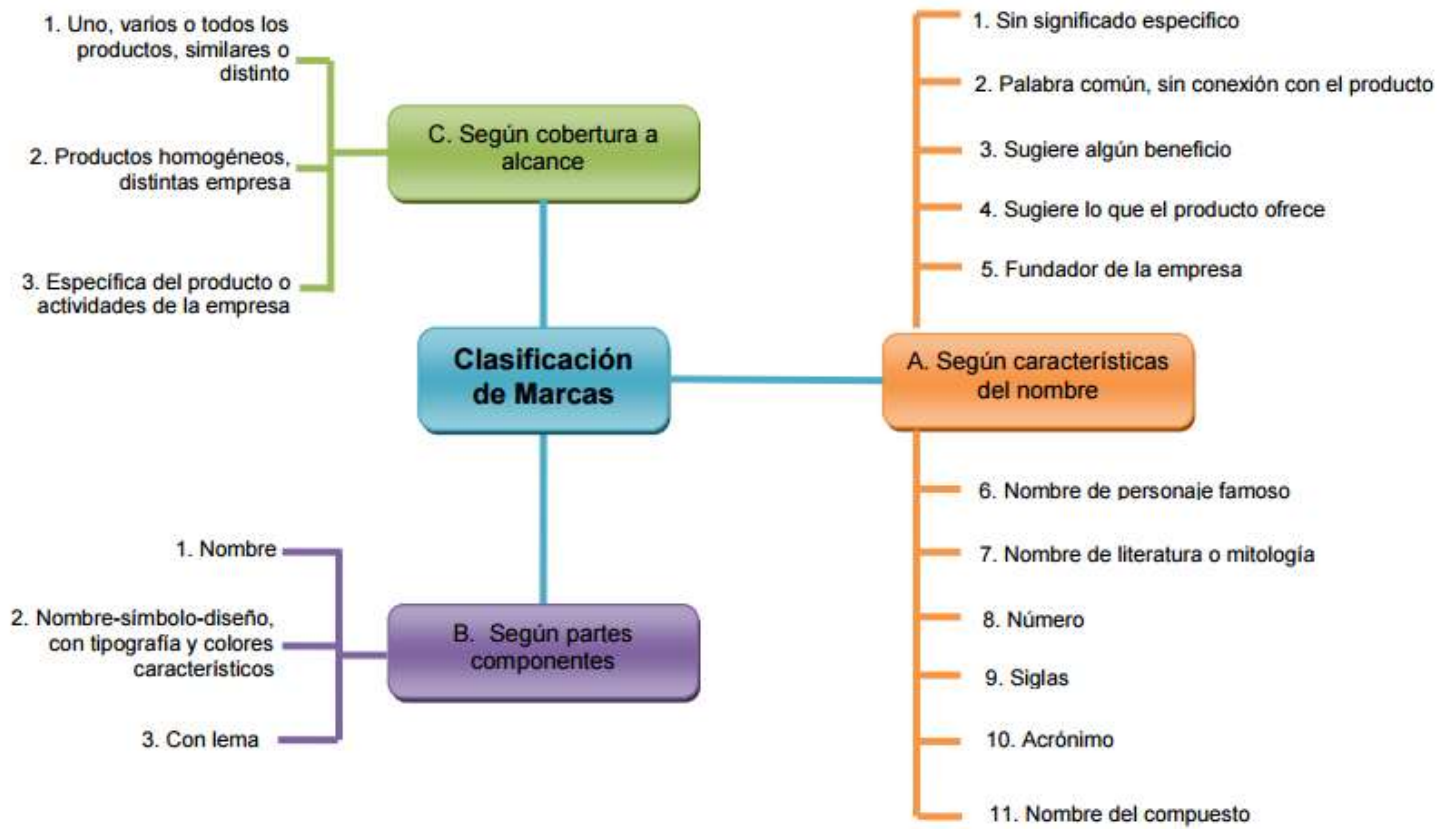 1. Uno, varios o todos los
productos, similares o
distinto
2. Productos homogéneos,
distintas empresa
3. Específica del producto o
actividades de la empresa
C. Según cobertura a
alcance
Clasificación
de Marcas
1. Nombre
2. Nombre-símbolo-diseño,
con tipografía y colores
característicos
3. Con lema
B. Según partes
componentes
1. Sin significado especifico
2. Palabra común, sin conexión con el producto
3. Sugiere algún beneficio
4. Sugiere lo que el producto ofrece
5. Fundador de la empresa
A. Según características
del nombre
6. Nombre de personaje famoso
7. Nombre de literatura o mitología
8. Número
9. Siglas
10. Acrónimo
11. Nombre del compuesto